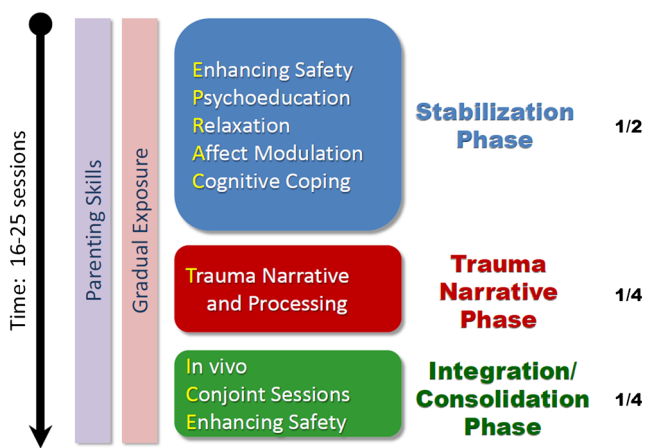 Time: 16-25 sessions
Parenting Skills
Gradual Exposure
Enhancing Safety
Psychoeducation
Relaxation
Affect Modulation
Cognitive Coping
Stabilization
Phase
1/2
Trauma Narrative
and Processing
Trauma
Narrative
Phase
1/4
In vivo
Conjoint Sessions
Enhancing Safety
Integration/
Consolidation
Phase
1/4